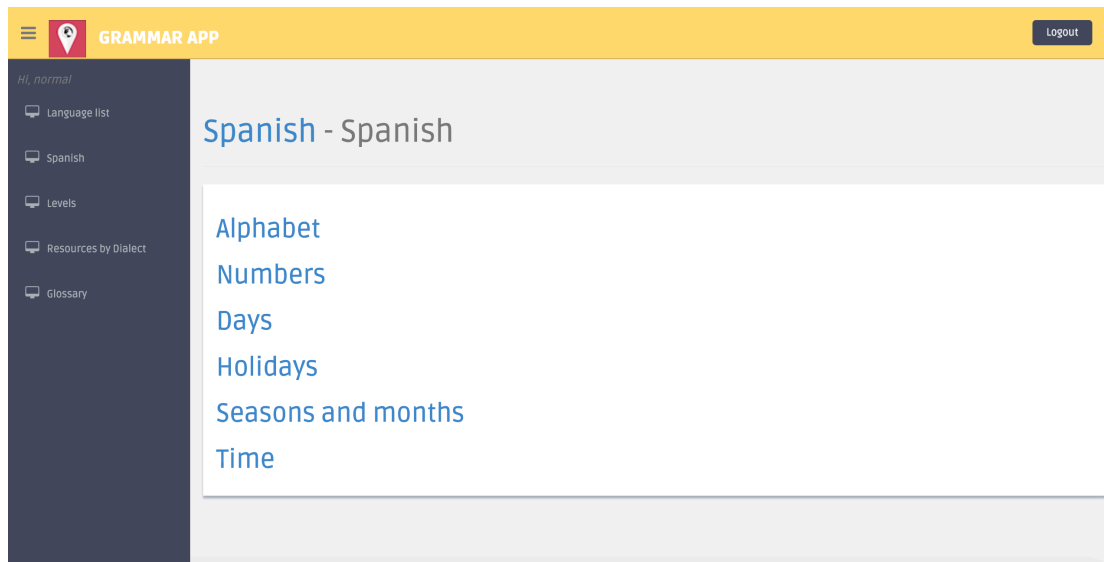 GRAMMAR APP
Logout
Hi, normal
Language list
Spanish
Levels
Resources by Dialect
Glossary
Spanish - Spanish
Alphabet
Numbers
Days
Holidays
Seasons and months
Time